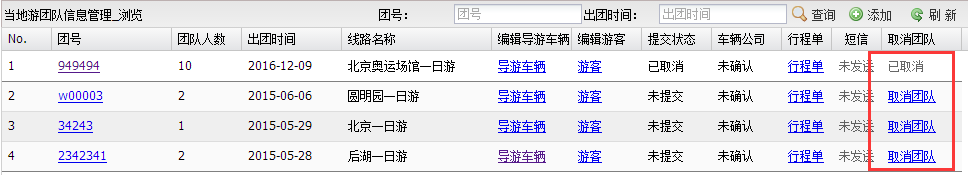 当地游团队信息管理_浏览 团号： 团号 出团时间： 出团时间 查询 添加 刷 新
No. 团号 团队人数 出团时间 线路名称 编辑导游车辆 编辑游客 提交状态 车辆公司 行程单 短信 取消团队
1 949494 10 2016-12-09 北京奥运场馆一日游 导游车辆 游客 已取消 未确认 行程单 未发送 已取消
2 w00003 2 2015-06-06 圆明园一日游 导游车辆 游客 未提交 未确认 行程单 未发送 取消团队
3 34243 1 2015-05-29 北京一日游 导游车辆 游客 未提交 未确认 行程单 未发送 取消团队
4 2342341 2 2015-05-28 后湖一日游 导游车辆 游客 未提交 未确认 行程单 未发送 取消团队